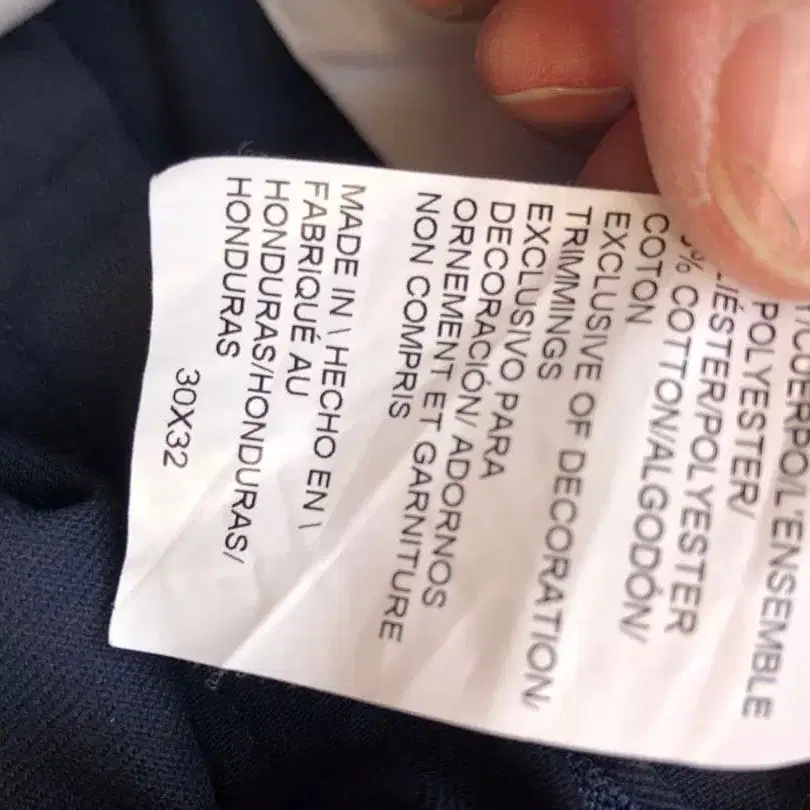 L'ENSEMBLE
POLYESTER/
POLYESTER
COTTON/ALGODÓN/
COTON
EXCLUSIVE OF DECORATION/
TRIMMINGS
EXCLUSIVO PARA
DECORACIÓN/ ADORNOS
ORNEMENT ET GARNITURE
NON COMPRIS
MADE IN \ HECHO EN \
FABRIQUÉ AU
HONDURAS/HONDURAS/
HONDURAS
30X32